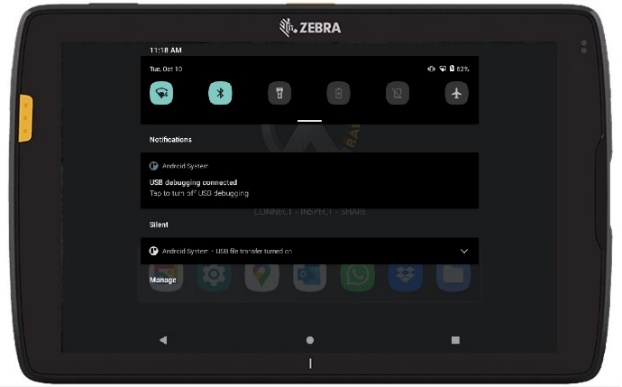 ZEBRA
11:18 AM
Tue, Oct 10
62%
Notifications
Android System
USB debugging connected
Tap to turn off USB debugging
CONNECT - INSPECT - SHARE
Silent
Android System • USB file transfer turned on
Manage